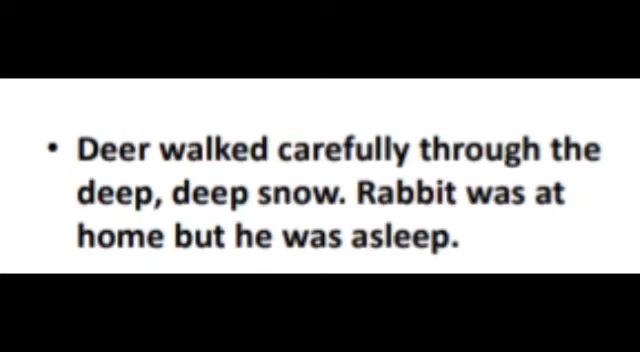 • Deer walked carefully through the
deep, deep snow. Rabbit was at
home but he was asleep.